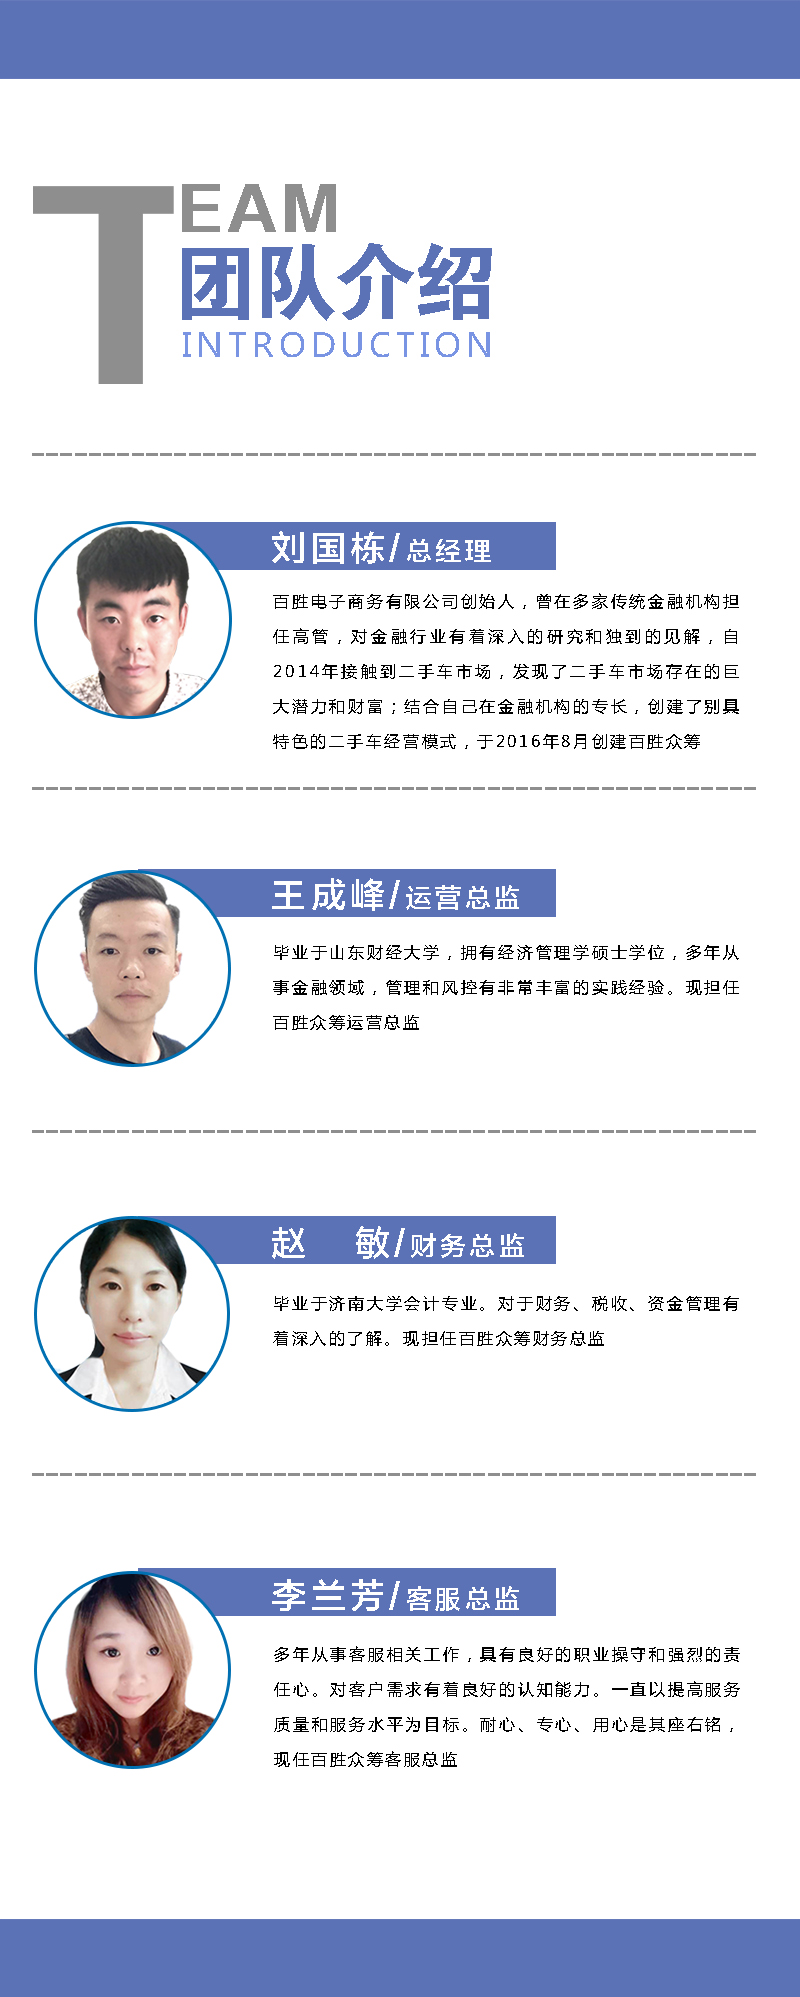 TEAM
团队介绍
INTRODUCTION
刘国栋/总经理
百胜电子商务有限公司创始人，曾在多家传统金融机构担
任高管，对金融行业有着深入的研究和独到的见解，自
2014年接触到二手车市场，发现了二手车市场存在的巨
大潜力和财富；结合自己在金融机构的专长，创建了别具
特色的二手车经营模式，于2016年8月创建百胜众筹
王成峰/运营总监
毕业于山东财经大学，拥有经济管理学硕士学位，多年从
事金融领域，管理和风控有非常丰富的实践经验。现担任
百胜众筹运营总监
赵　敏/财务总监
毕业于济南大学会计专业。对于财务、税收、资金管理有
着深入的了解。现担任百胜众筹财务总监
李兰芳/客服总监
多年从事客服相关工作，具有良好的职业操守和强烈的责
任心。对客户需求有着良好的认知能力。一直以提高服务
质量和服务水平为目标。耐心、专心、用心是其座右铭，
现任百胜众筹客服总监